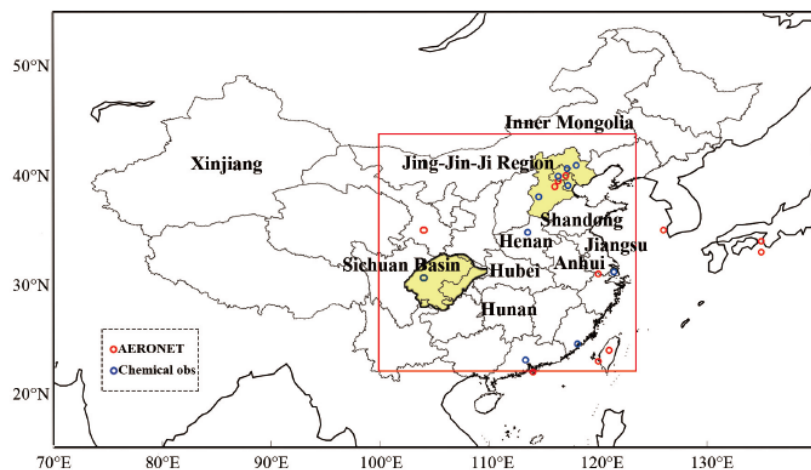 50°N
Inner Mongolia
Xinjiang
Jing-Jin-Ji Region
40°N
Shandong
Henan
Jiangsu
Sichuan Basin
Hubei
Anhui
30°N
Hunan
AERONET
Chemical obs
20°N
70°E 80°E 90°E 100°E 110°E 120°E 130°E